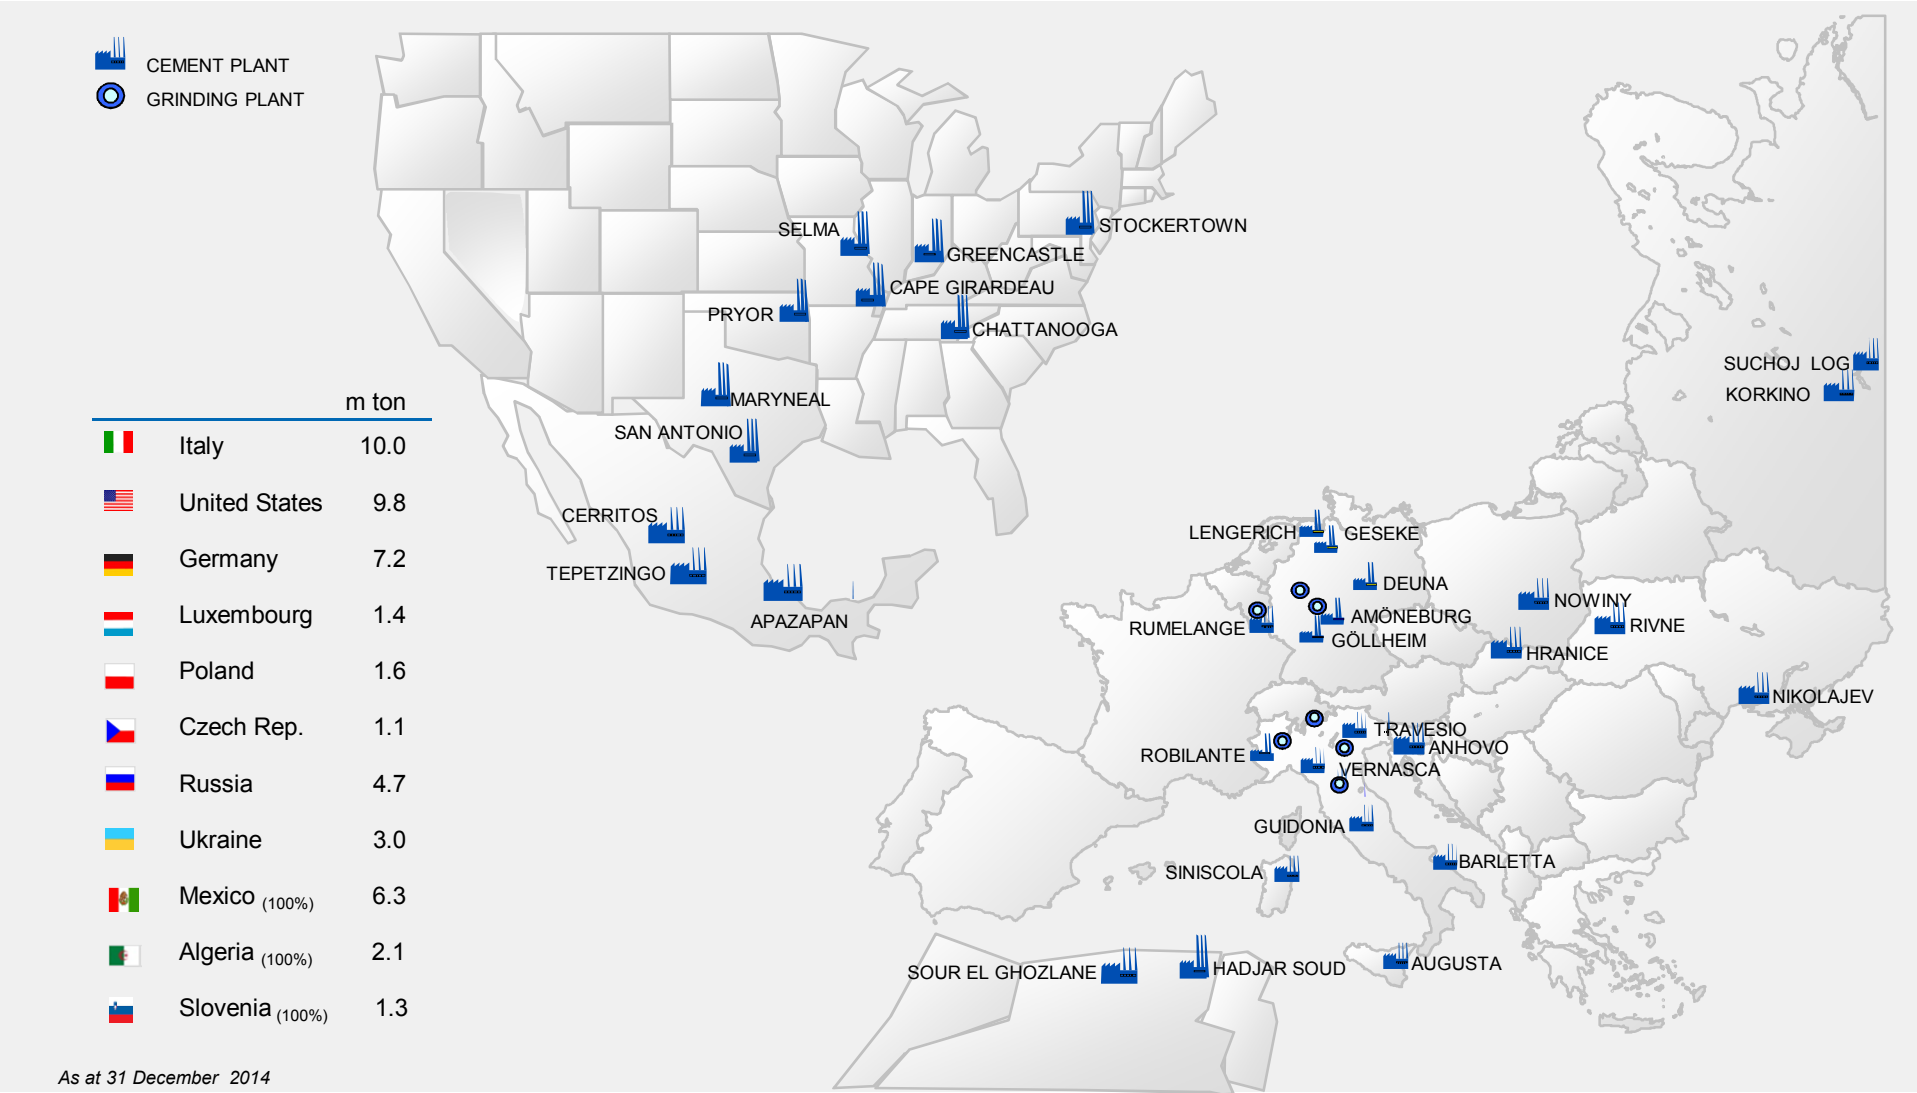 CEMENT PLANT
GRINDING PLANT
SELMA
STOCKERTOWN
GREENCASTLE
CAPE GIRARDEAU
PRYOR
CHATTANOOGA
MARYNEAL
SAN ANTONIO
CERRITOS
TEPETZINGO
APAZAPAN
SUCHOJ LOG
KORKINO
LENGERICH
GESEKE
DEUNA
NOWINY
AMÖNEBURG
RUMELANGE
RIVNE
GÖLLHEIM
HRANICE
NIKOLAJEV
TRAVESIO
ANHOVO
ROBILANTE
VERNASCA
GUIDONIA
BARLETTA
SINISCOLA
AUGUSTA
SOUR EL GHOZLANE
HADJAR SOUD
m ton
Italy 10.0
United States 9.8
Germany 7.2
Luxembourg 1.4
Poland 1.6
Czech Rep. 1.1
Russia 4.7
Ukraine 3.0
Mexico (100%) 6.3
Algeria (100%) 2.1
Slovenia (100%) 1.3
As at 31 December 2014